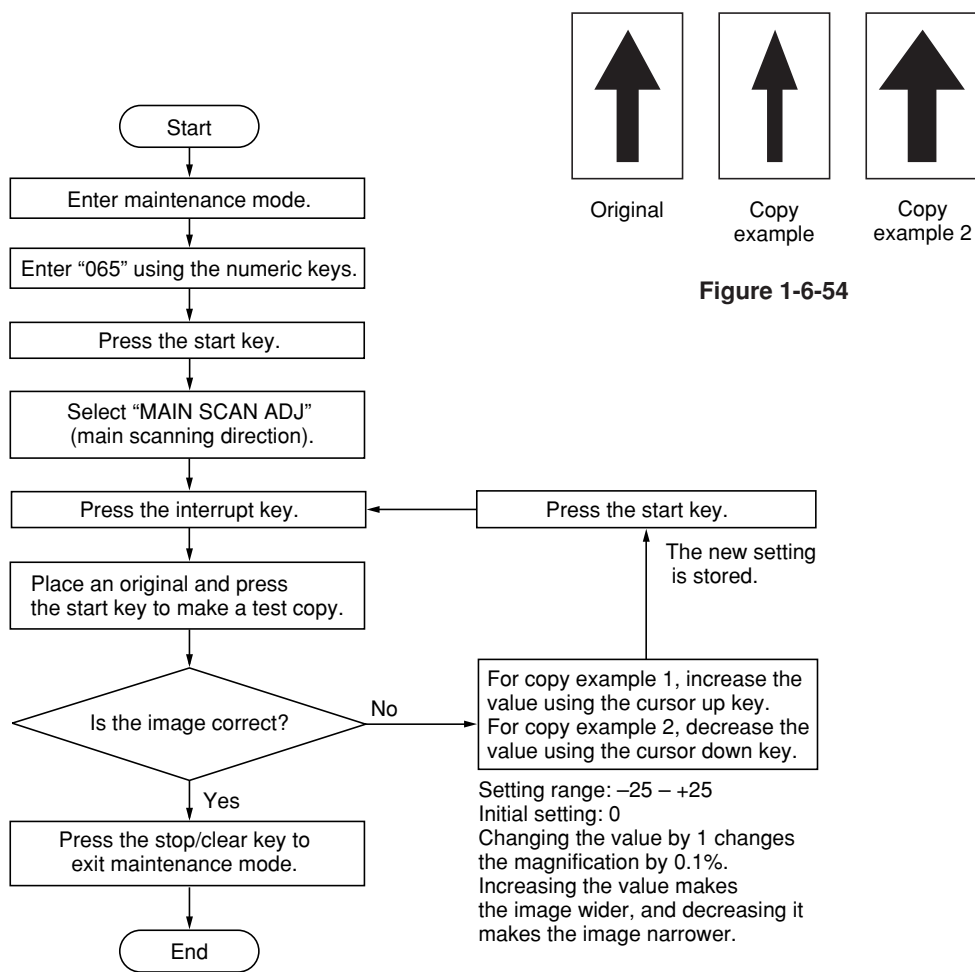 Start
Enter maintenance mode.
Enter “065” using the numeric keys.
Press the start key.
Select “MAIN SCAN ADJ”
(main scanning direction).
Press the interrupt key.
Place an original and press
the start key to make a test copy.
Is the image correct?
No
Yes
Press the stop/clear key to
exit maintenance mode.
End
Press the start key.
The new setting
is stored.
For copy example 1, increase the
value using the cursor up key.
For copy example 2, decrease the
value using the cursor down key.
Setting range: –25 – +25
Initial setting: 0
Changing the value by 1 changes
the magnification by 0.1%.
Increasing the value makes
the image wider, and decreasing it
makes the image narrower.
Original
Copy
example
Copy
example 2
Figure 1-6-54